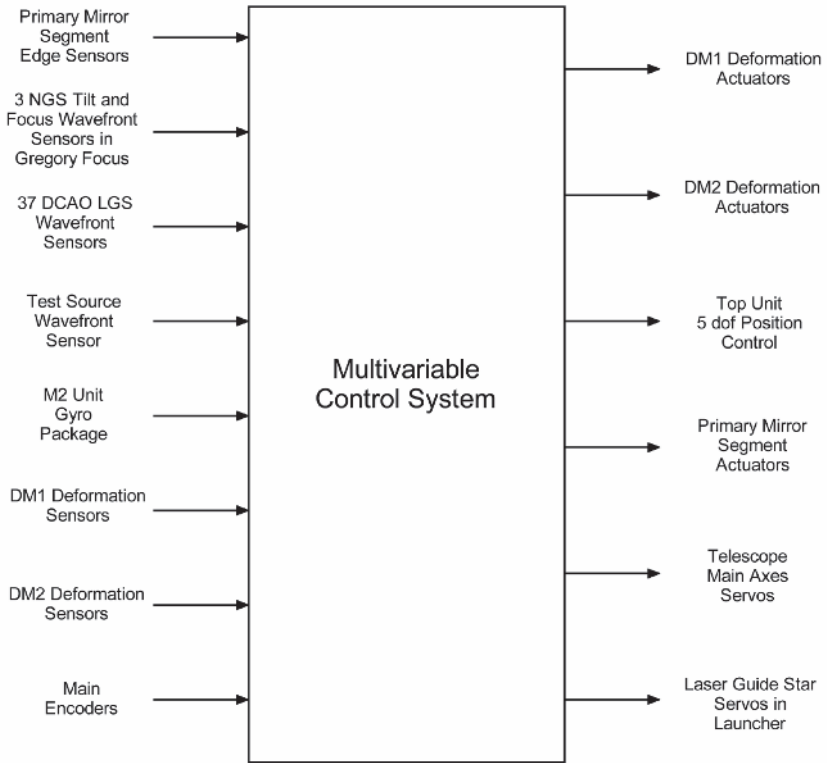 Primary Mirror
Segment
Edge Sensors
3 NGS Tilt and
Focus Wavefront
Sensors in
Gregory Focus
37 DCAO LGS
Wavefront
Sensors
Test Source
Wavefront
Sensor
M2 Unit
Gyro
Package
DM1 Deformation
Sensors
DM2 Deformation
Sensors
Main
Encoders
Multivariable
Control System
DM1 Deformation
Actuators
DM2 Deformation
Actuators
Top Unit
5 dof Position
Control
Primary Mirror
Segment
Actuators
Telescope
Main Axes
Servos
Laser Guide Star
Servos in
Launcher